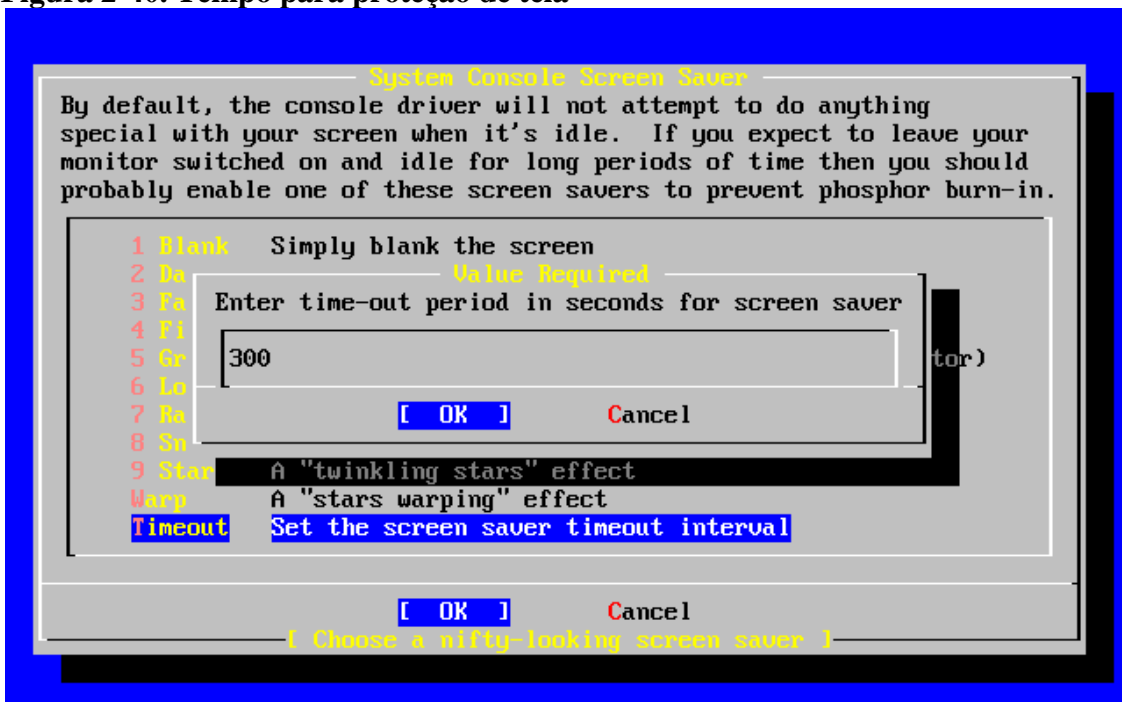 Figura 2-40. Tempo para proteção de tela
System Console Screen Saver
By default, the console driver will not attempt to do anything
special with your screen when it's idle.  If you expect to leave your
monitor switched on and idle for long periods of time then you should
probably enable one of these screen savers to prevent phosphor burn-in.
1 Blank Simply blank the screen
2 Da
Value Required
3 Fa
Enter time-out period in seconds for screen saver
4 Fi
5 Gr
300
tor)
6 Lo
7 Ra
[ OK ] Cancel
8 Sn
9 Star A "twinkling stars" effect
Warp A "stars warping" effect
Timeout Set the screen saver timeout interval
[ OK ] Cancel
[ Choose a nifty-looking screen saver ]